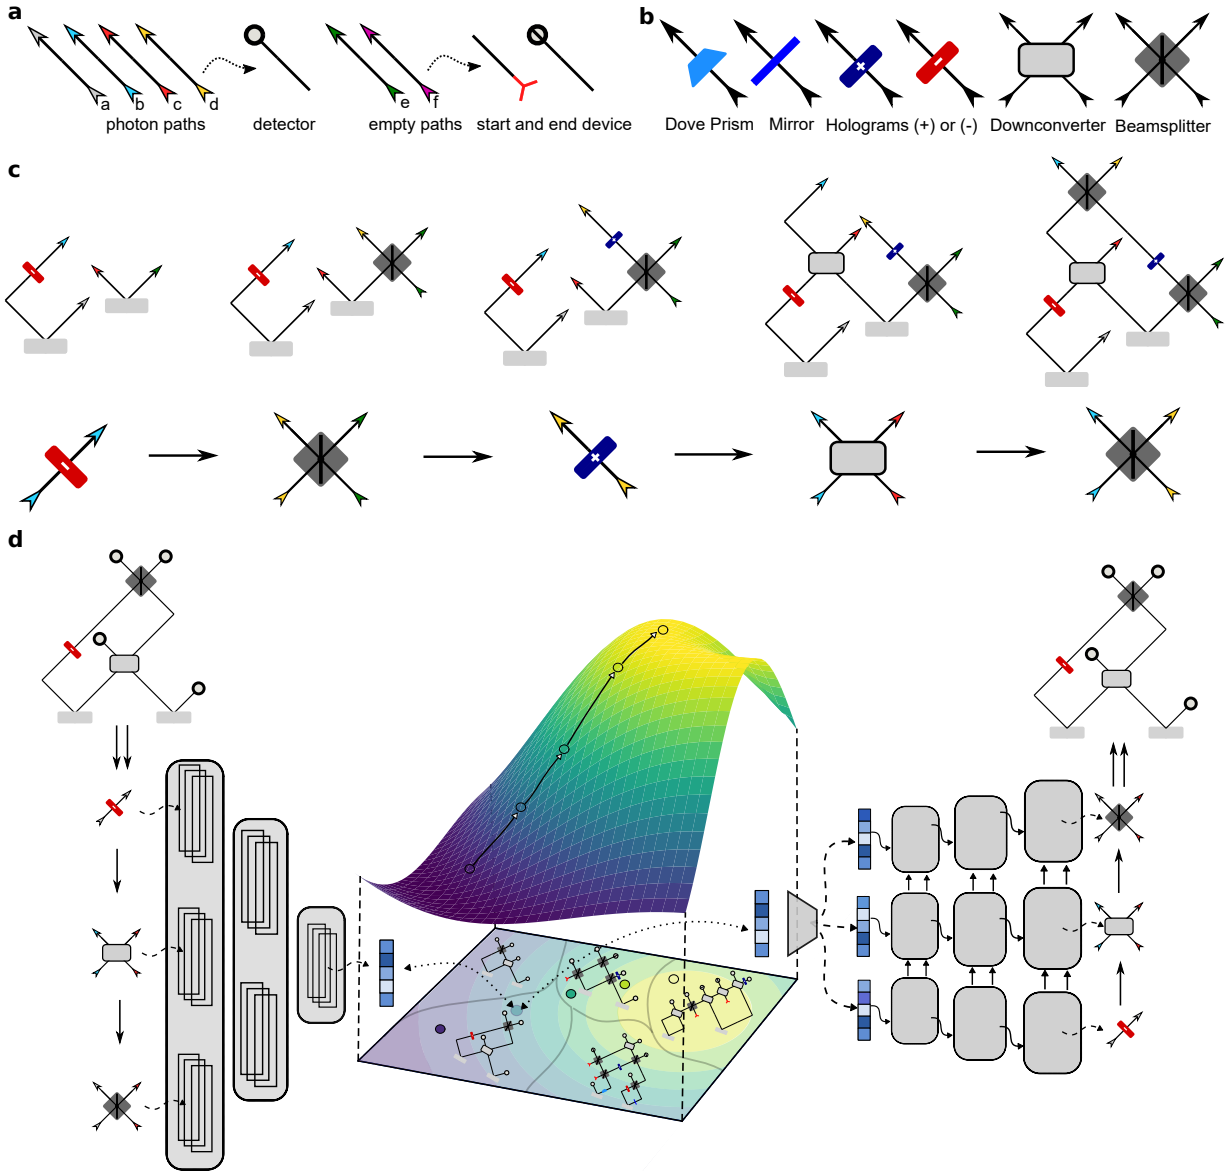 a
b
a b c d
e f
photon paths
detector
empty paths
start and end device
Dove Prism
Mirror
Holograms (+) or (-)
Downconverter
Beamsplitter
c
d